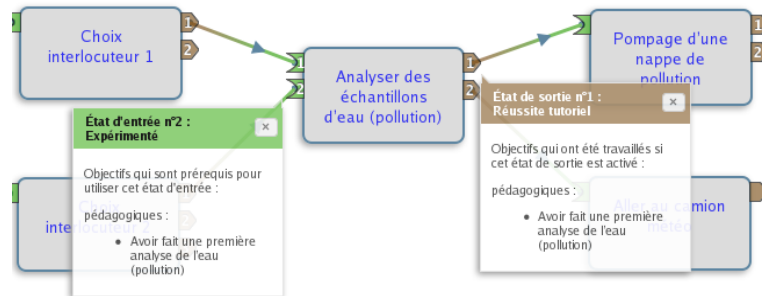 Choix
interlocuteur 1
1
2
1
2
Analyser des
échantillons
d'eau (pollution)
1
2
Pompage d'une
nappe de
pollution
1
2
État d'entrée n°2 :
Expérimenté
×
Objectifs qui sont prérequis pour
utiliser cet état d'entrée :
pédagogiques :
• Avoir fait une première
analyse de l'eau
(pollution)
État de sortie n°1 :
Réussite tutoriel
×
Objectifs qui ont été travaillés si
cet état de sortie est activé :
pédagogiques :
• Avoir fait une première
analyse de l'eau
(pollution)
Choix
interlocuteur 2
Aller au camion
météo